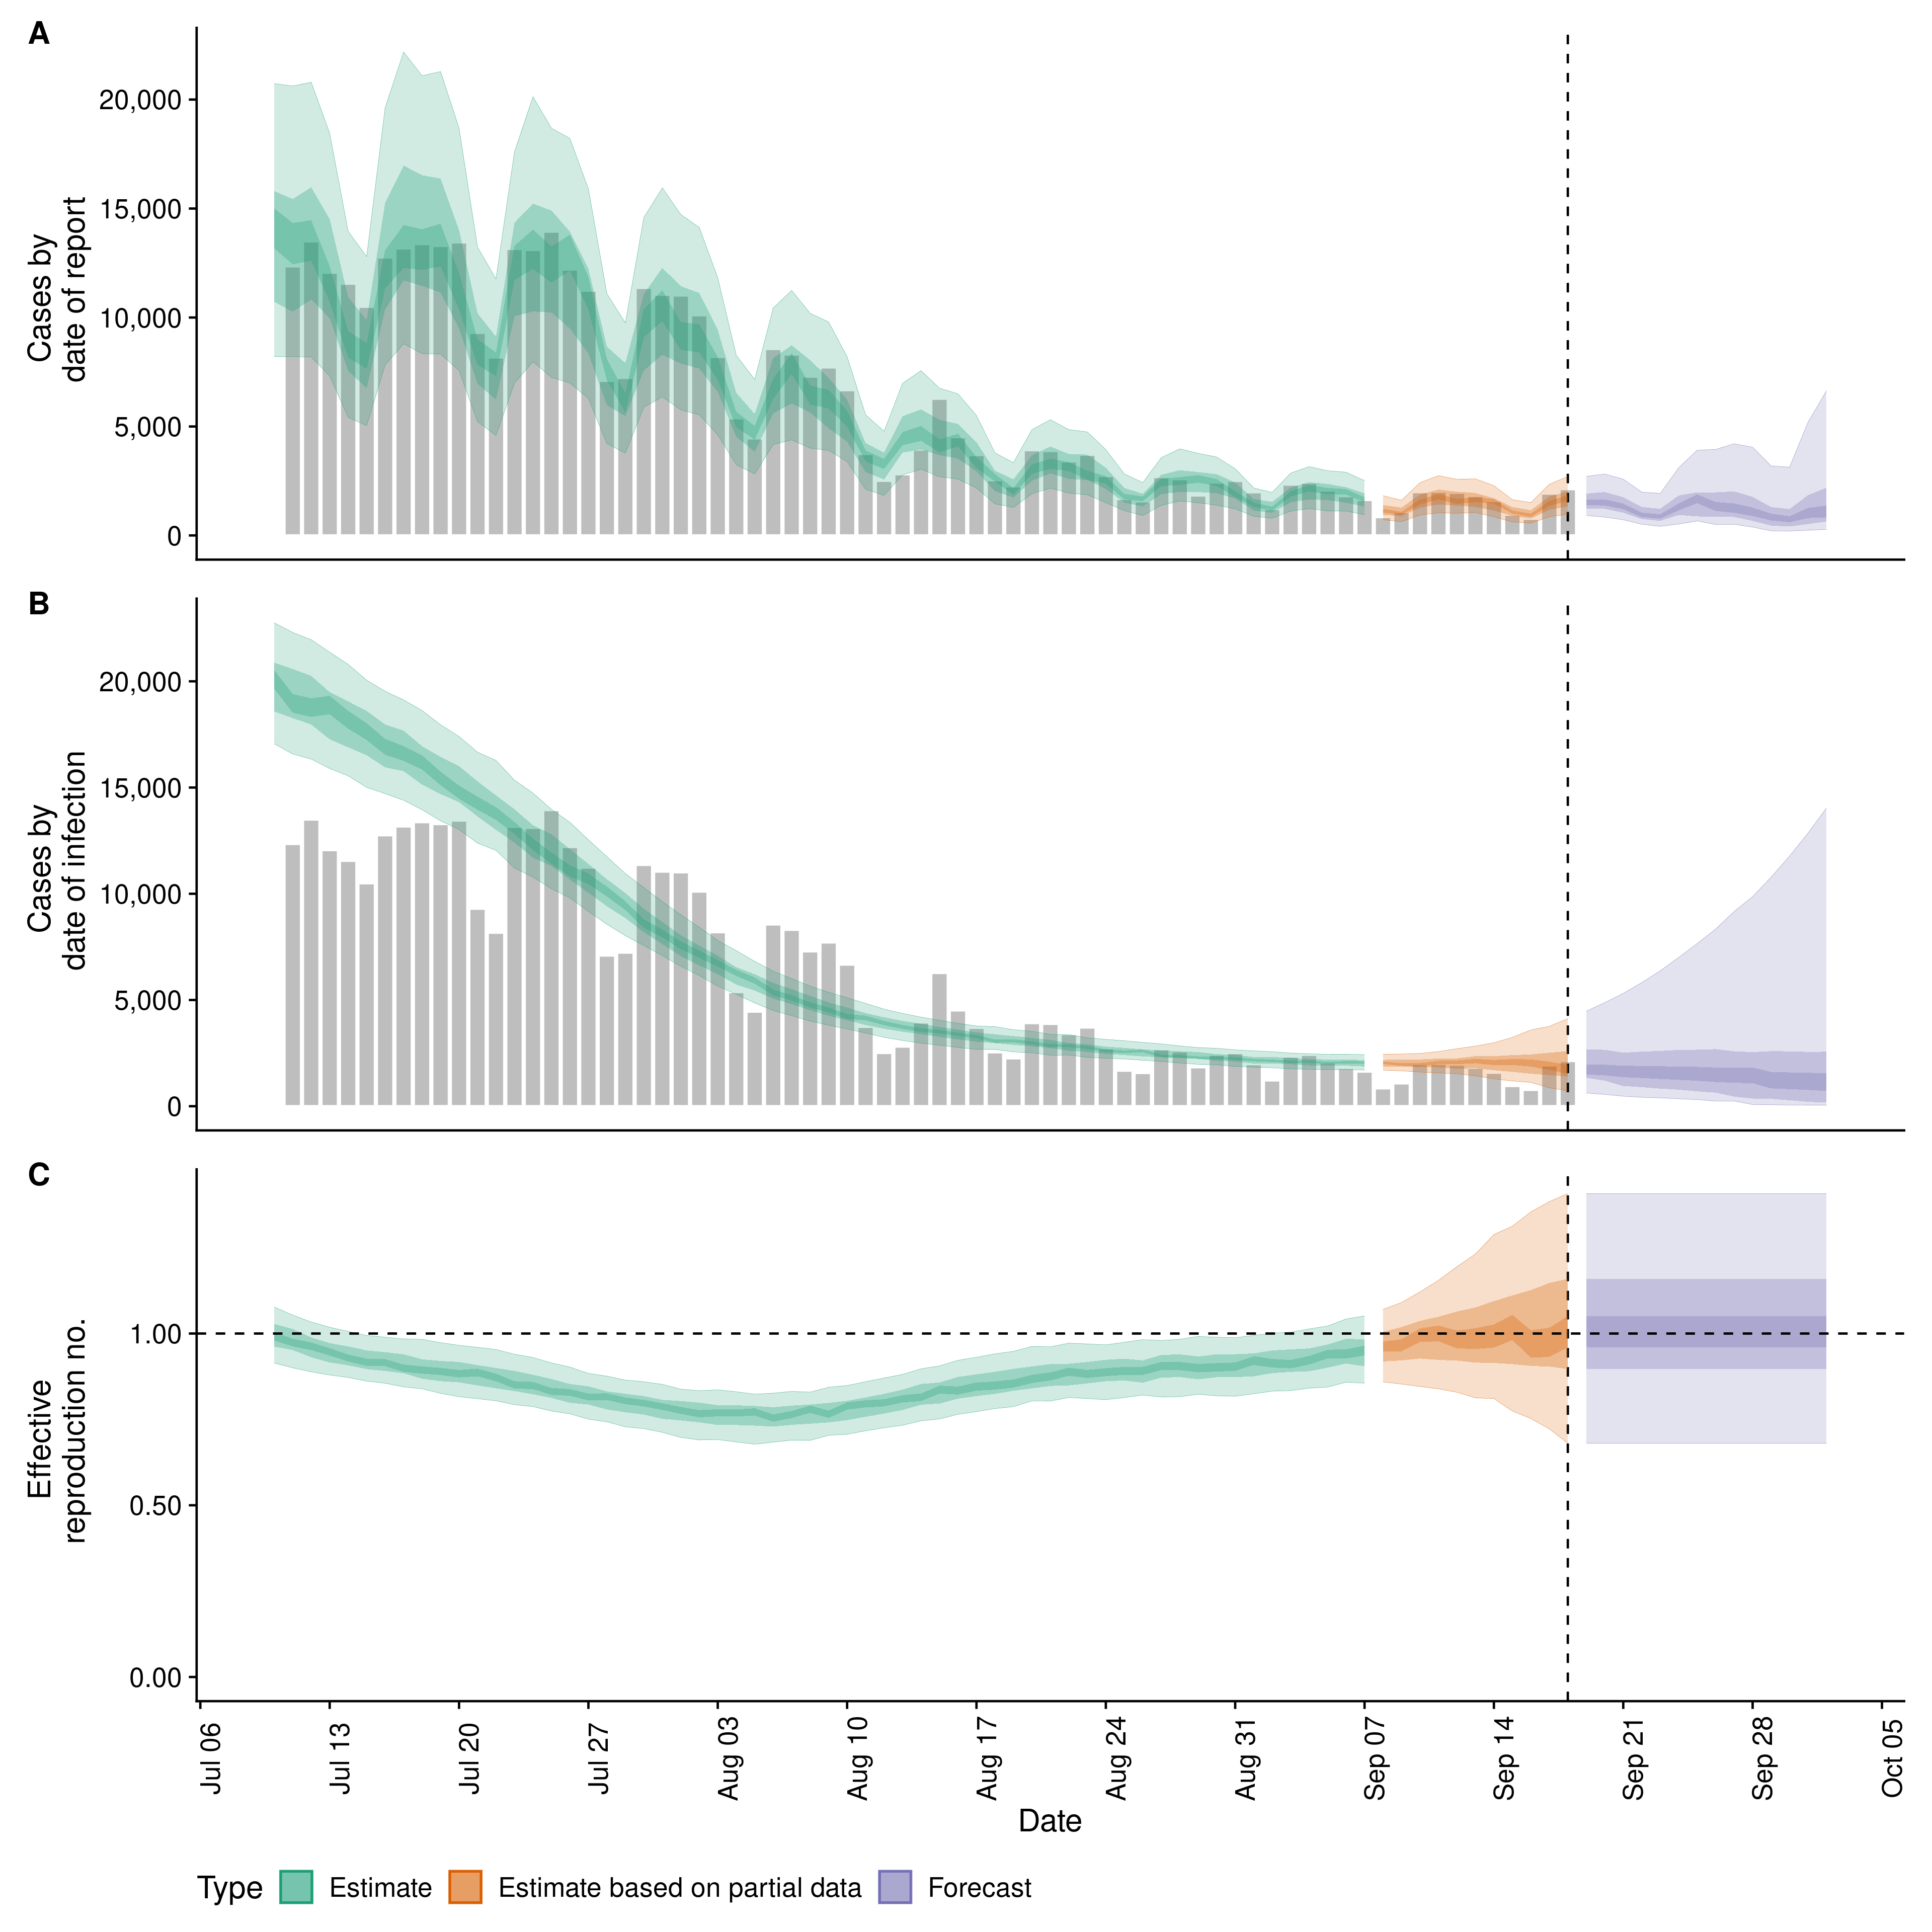 A
20,000
15,000
10,000
5,000
0
Cases by
date of report
B
20,000
15,000
10,000
5,000
0
Cases by
date of infection
C
1.00
0.50
0.00
Effective
reproduction no.
Jul 06
Jul 13
Jul 20
Jul 27
Aug 03
Aug 10
Aug 17
Aug 24
Aug 31
Sep 07
Sep 14
Sep 21
Sep 28
Oct 05
Date
Type Estimate Estimate based on partial data Forecast